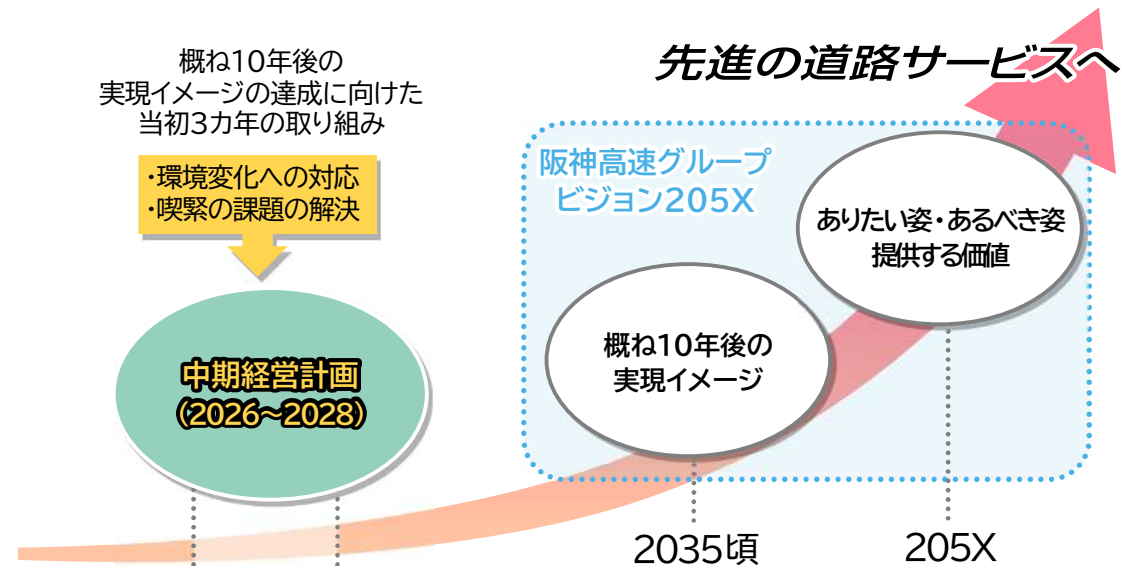 概ね10年後の
実現イメージの達成に向けた
当初3カ年の取り組み
・環境変化への対応
・喫緊の課題の解決
中期経営計画
(2026~2028)
先進の道路サービスへ
阪神高速グループ
ビジョン205X
ありたい姿・あるべき姿
提供する価値
概ね10年後の
実現イメージ
2035頃
205X